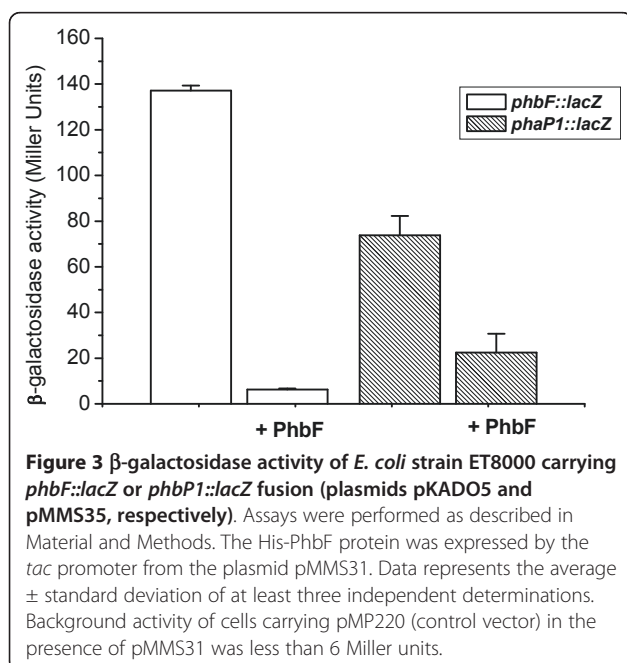 160
140
120
100
80
60
40
20
0
β-galactosidase activity (Miller Units)
phbF::lacZ
phaP1::lacZ
+ PhbF
+ PhbF
Figure 3 β-galactosidase activity of E. coli strain ET8000 carrying
phbF::lacZ or phbP1::lacZ fusion (plasmids pKADO5 and
pMMS35, respectively). Assays were performed as described in
Material and Methods. The His-PhbF protein was expressed by the
tac promoter from the plasmid pMMS31. Data represents the average
± standard deviation of at least three independent determinations.
Background activity of cells carrying pMP220 (control vector) in the
presence of pMMS31 was less than 6 Miller units.